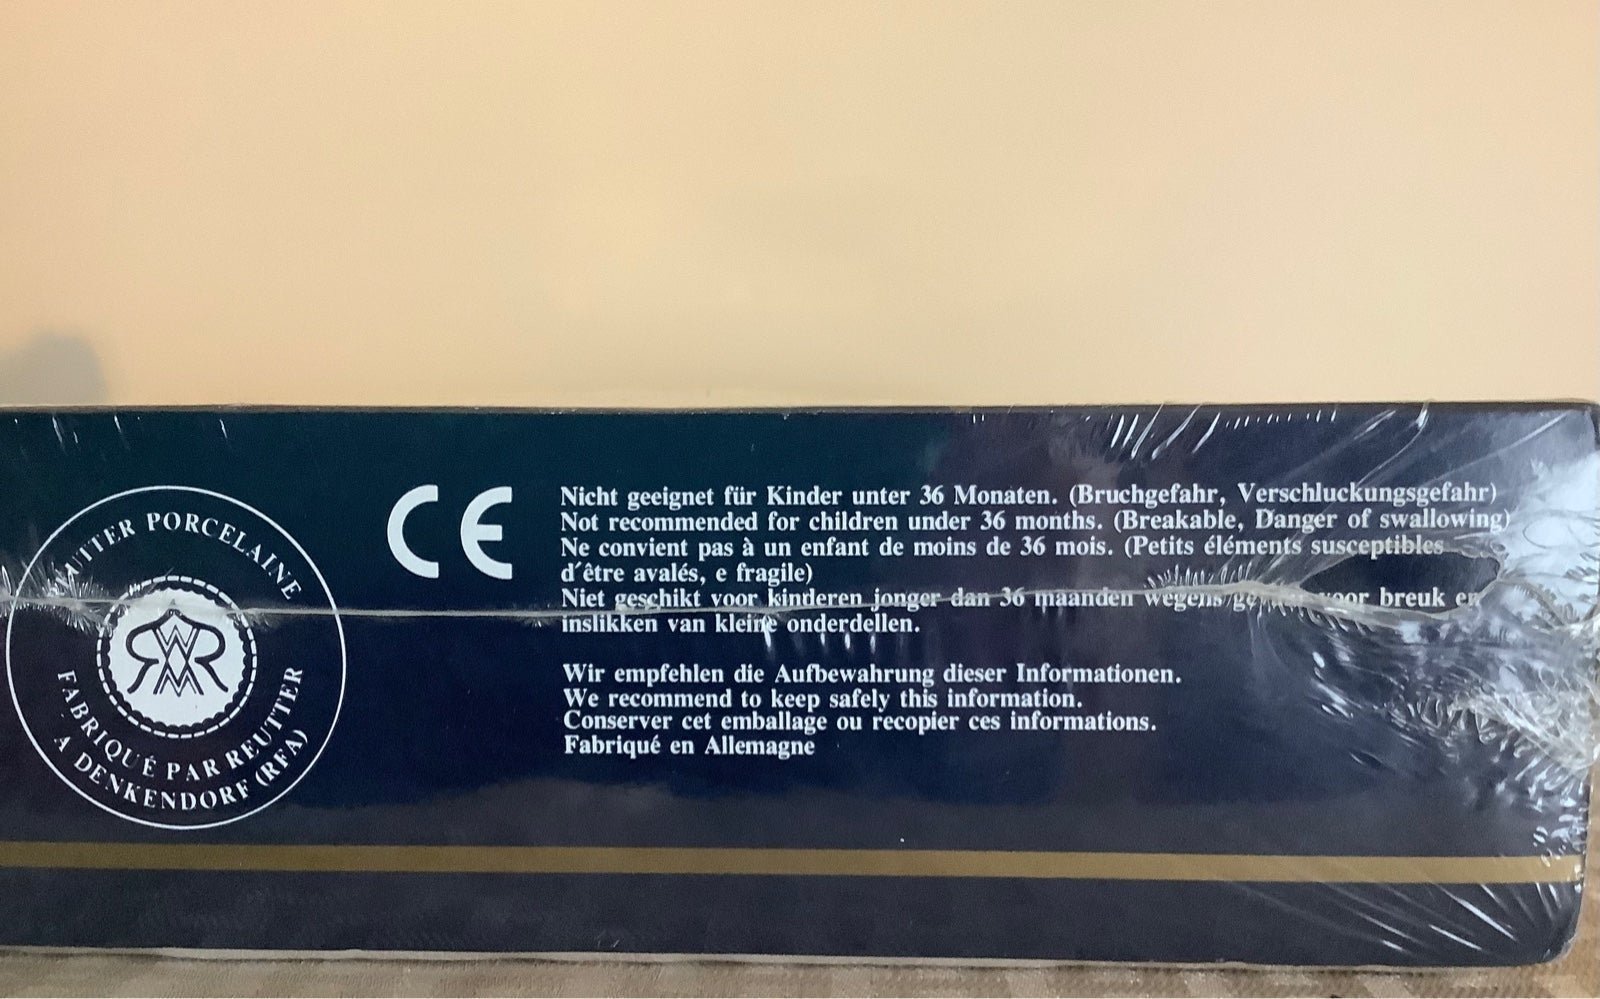 PORCELAINE
FABRIQUÉ PAR REUTTER
A DENKENDORF (RFA)
CE
Nicht geeignet für Kinder unter 36 Monaten. (Bruchgefahr, Verschluckungsgefahr)
Not recommended for children under 36 months. (Breakable, Danger of swallowing)
Ne convient pas à un enfant de moins de 36 mois. (Petits éléments susceptibles
d´être avalés, e fragile)
Niet geschikt voor kinderen jonger dan 36 maanden wegens voor breuk en
inslikken van kleine onderdellen.
Wir empfehlen die Aufbewahrung dieser Informationen.
We recommend to keep safely this information.
Conserver cet emballage ou recopier ces informations.
Fabriqué en Allemagne